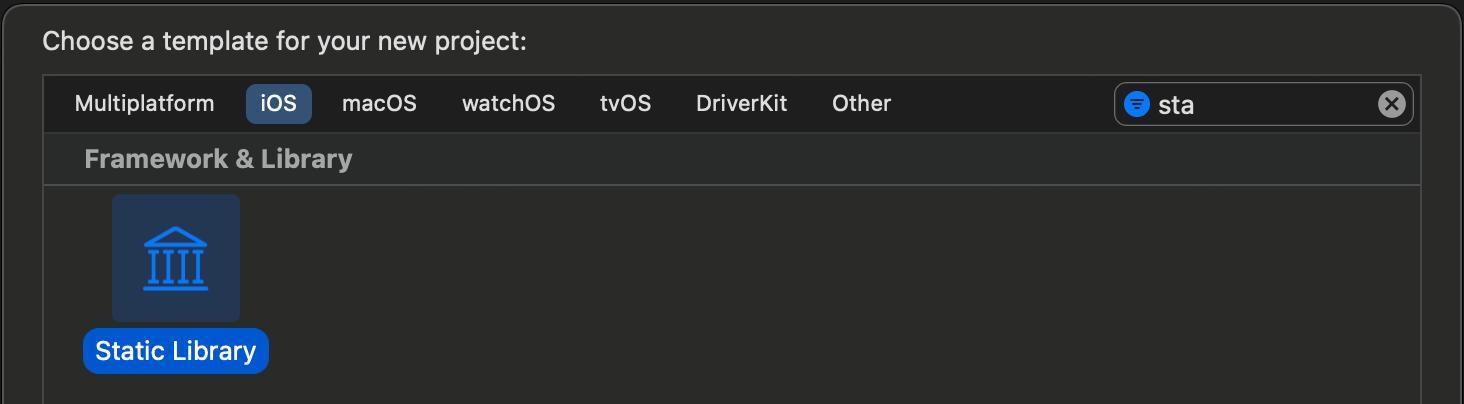 Choose a template for your new project:
Multiplatform iOS macOS watchOS tvOS DriverKit Other sta
Framework & Library
Static Library